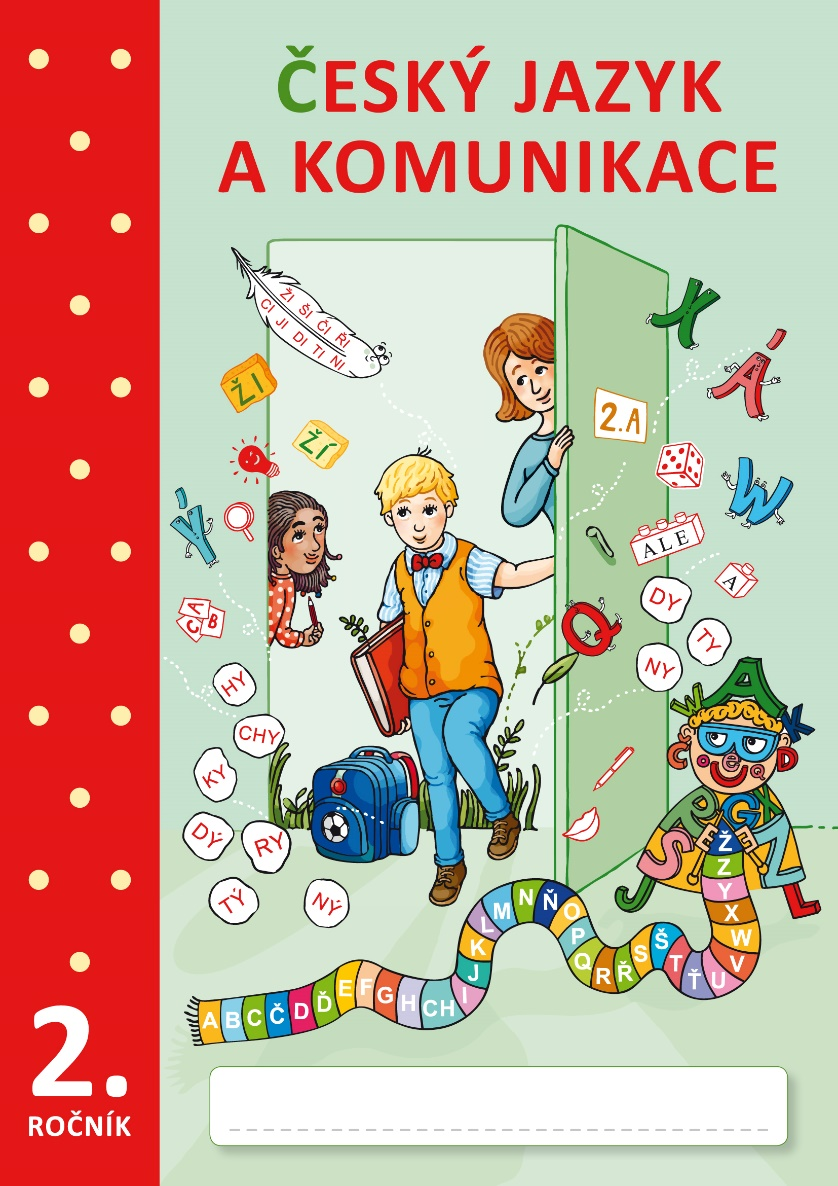 ČESKÝ JAZYK
A KOMUNIKACE
ŽI ŠI ČI ŘI
CI JI DI TI NI
ŽI
ŽÍ
2.A
X
Á
W
Ý
ALE
A
C A B
Q
DY
TY
NY
HY
CHY
KY
DÝ
RY
TÝ
NÝ
A B C Č D Ď E F G H CH I J K L M N Ň O P Q R Ř S Š T Ť U V W X Y Z Ž
2.
ROČNÍK